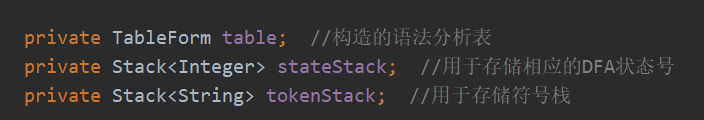 private TableForm table;  //构造的语法分析表
private Stack<Integer> stateStack;  //用于存储相应的DFA状态号
private Stack<String> tokenStack;  //用于存储符号栈